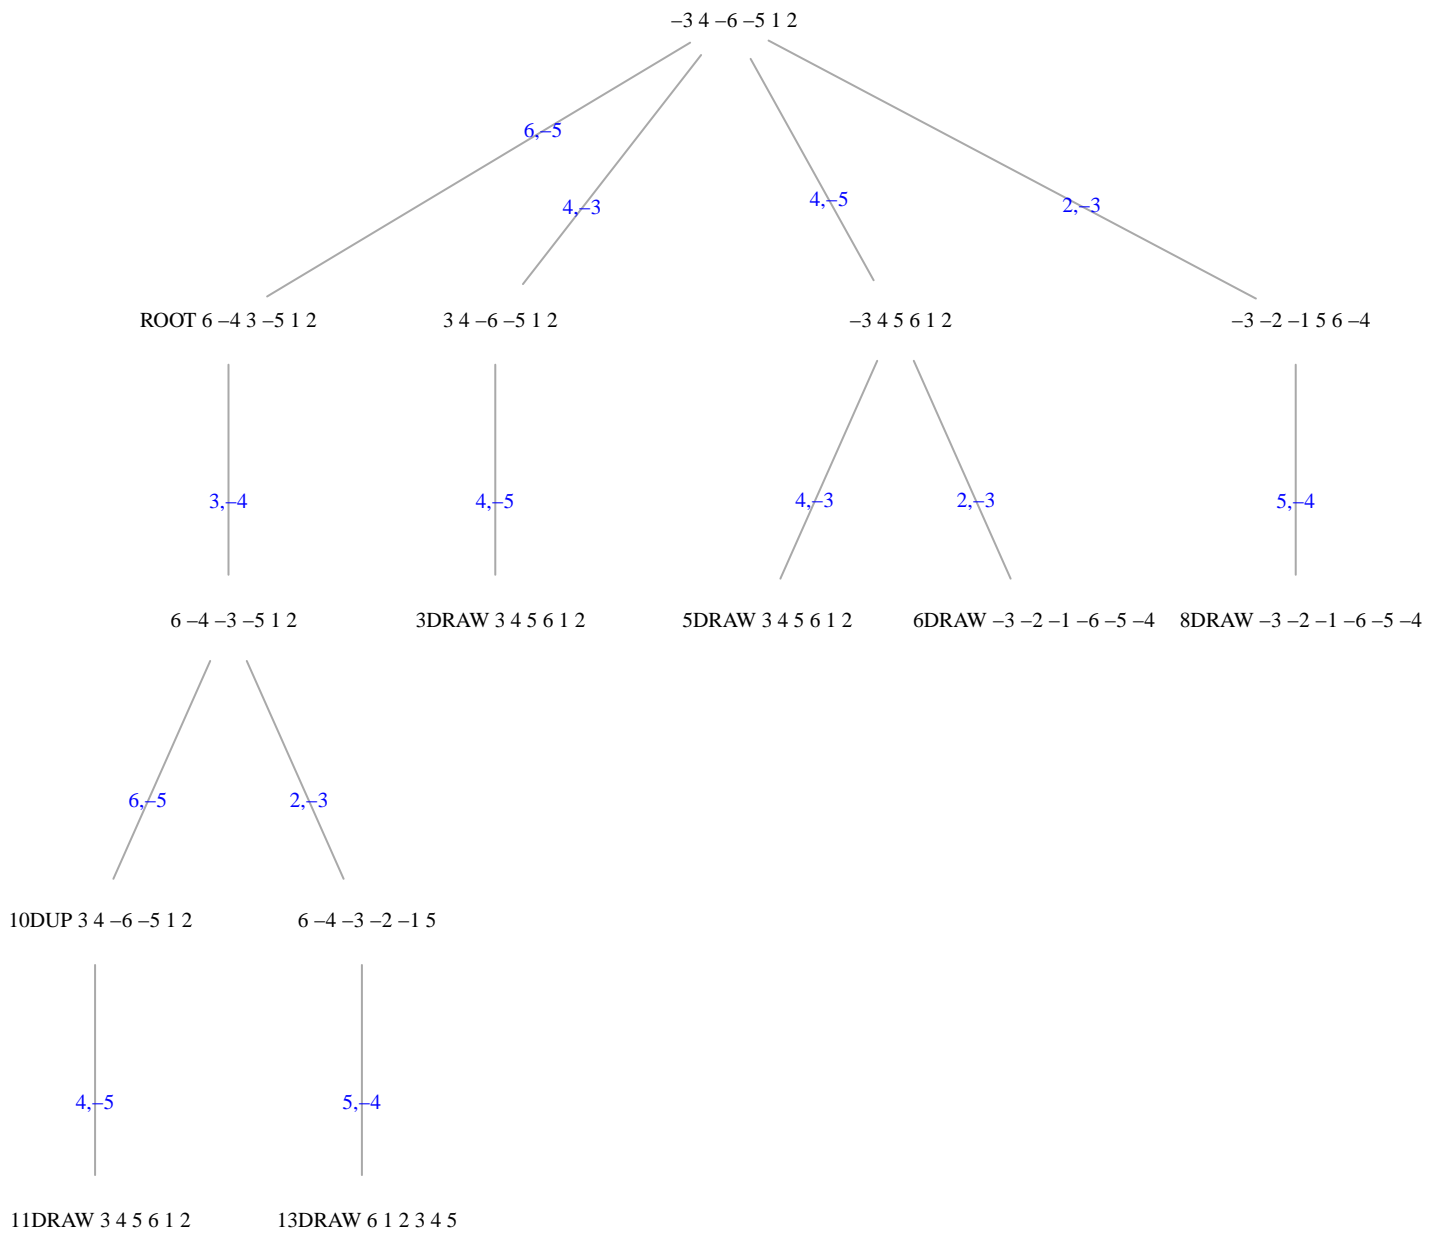 –3 4 –6 –5 1 2
6,–5
4,–5
2,–3
4,–3
ROOT 6 –4 3 –5 1 2
3 4 –6 –5 1 2
–3 4 5 6 1 2
–3 –2 –1 5 6 –4
3,–4
4,–5
4,–3
2,–3
5,–4
6 –4 –3 –5 1 2
3DRAW 3 4 5 6 1 2
5DRAW 3 4 5 6 1 2
6DRAW –3 –2 –1 –6 –5 –4
8DRAW –3 –2 –1 –6 –5 –4
6,–5
2,–3
10DUP 3 4 –6 –5 1 2
6 –4 –3 –2 –1 5
4,–5
5,–4
11DRAW 3 4 5 6 1 2
13DRAW 6 1 2 3 4 5